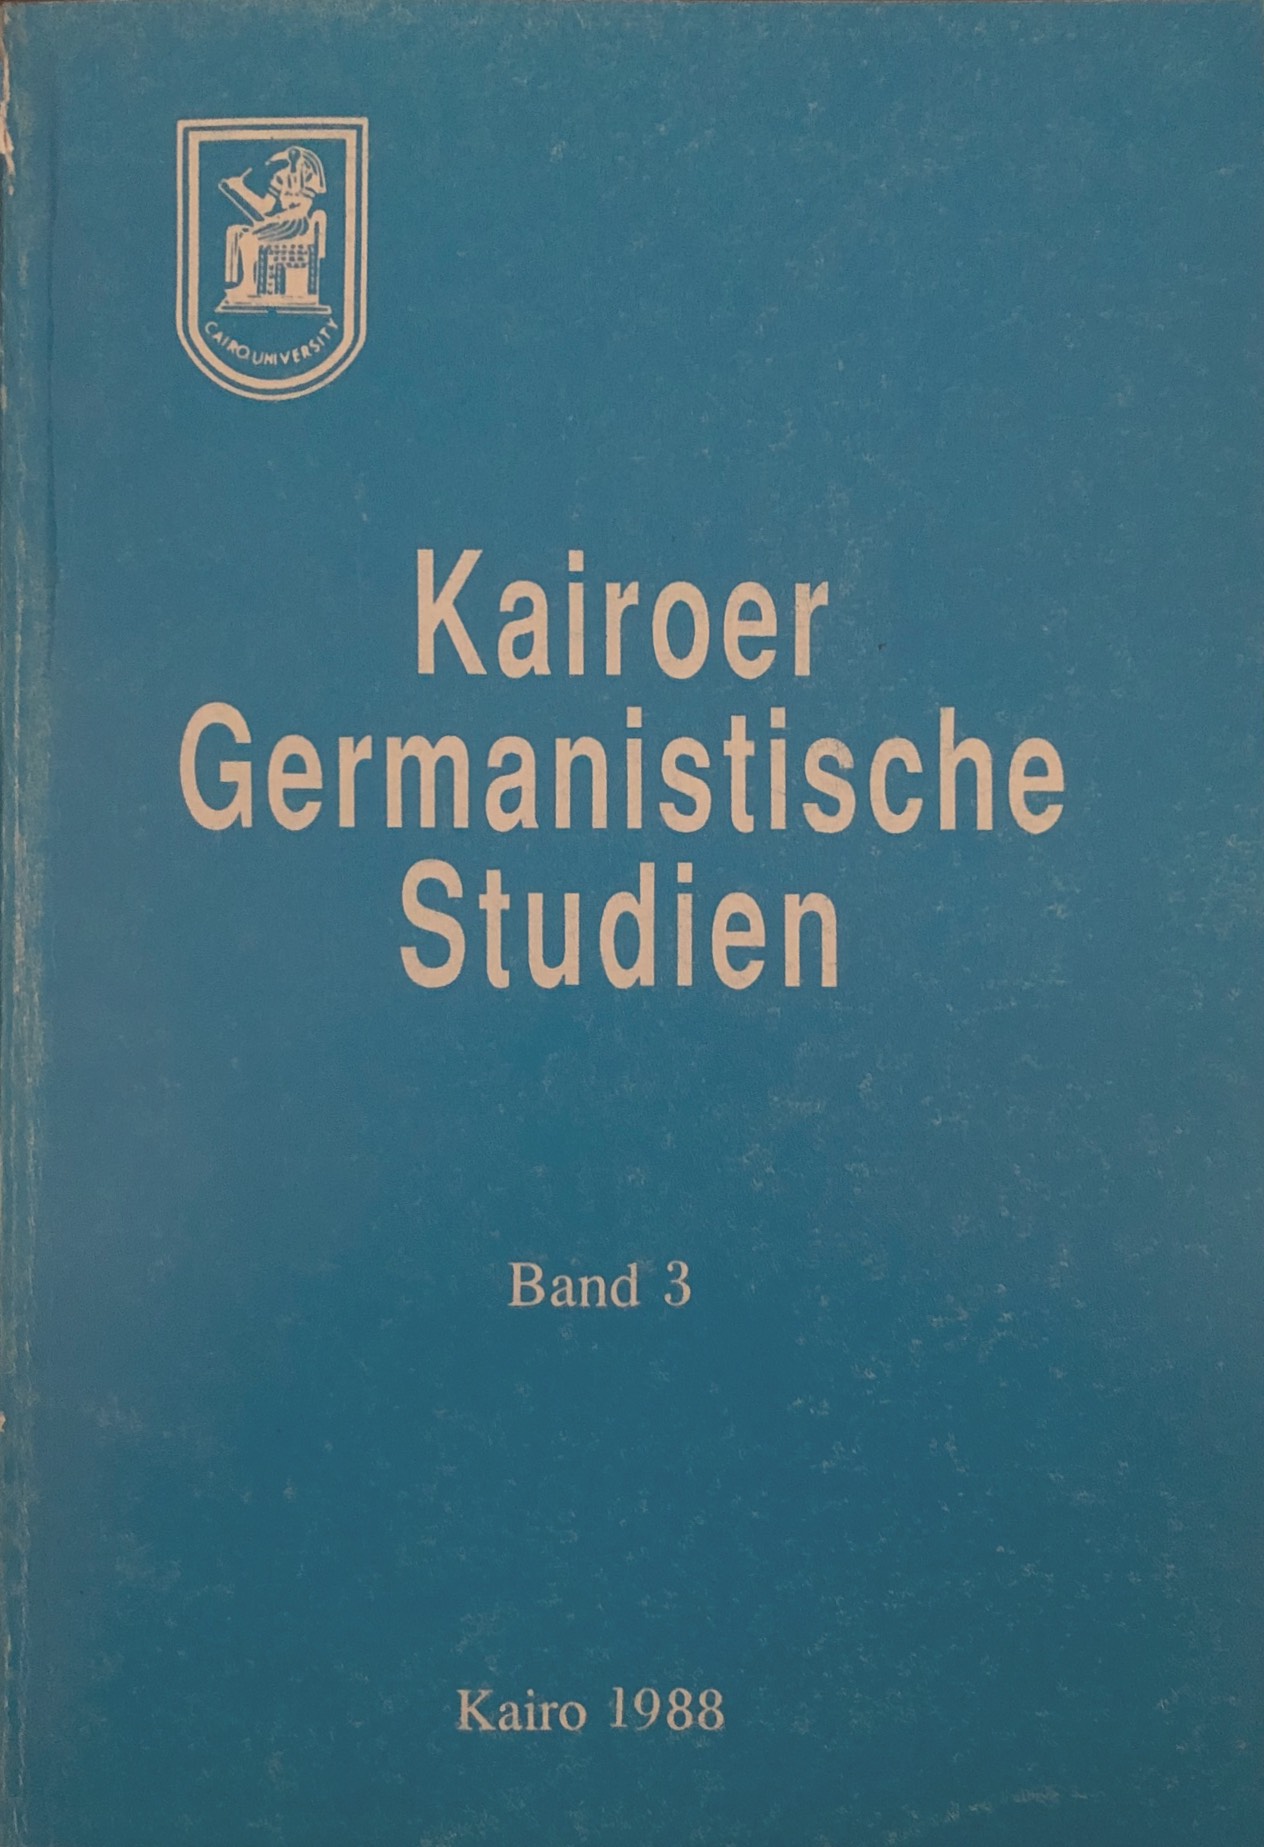 CAIRO UNIVERSITY
Kairoer
Germanistische
Studien
Band 3
Kairo 1988